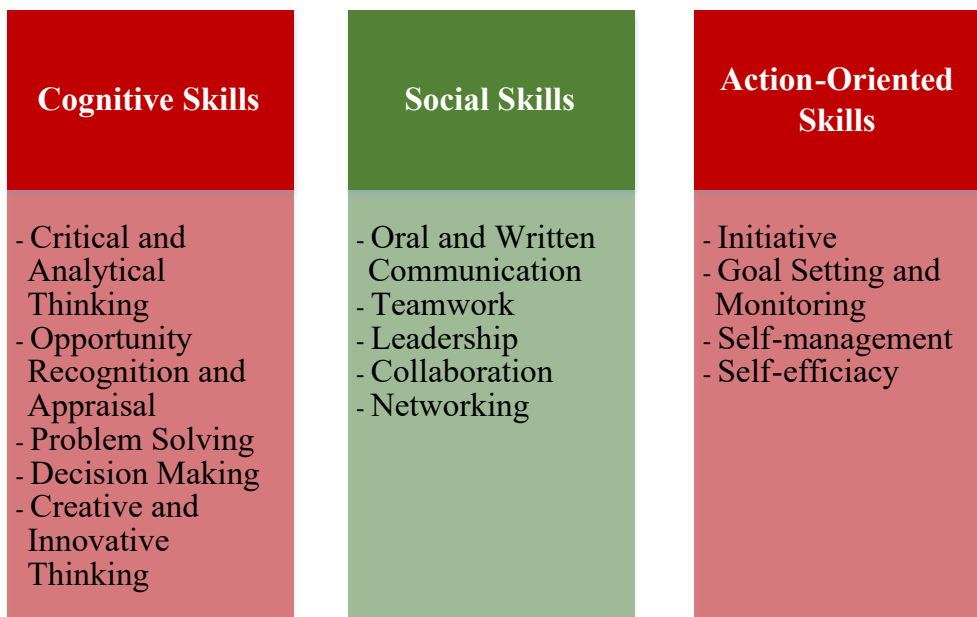 Cognitive Skills
- Critical and
Analytical
Thinking
- Opportunity
Recognition and
Appraisal
- Problem Solving
- Decision Making
- Creative and
Innovative
Thinking
Social Skills
- Oral and Written
Communication
- Teamwork
- Leadership
- Collaboration
- Networking
Action-Oriented
Skills
- Initiative
- Goal Setting and
Monitoring
- Self-management
- Self-efficiacy